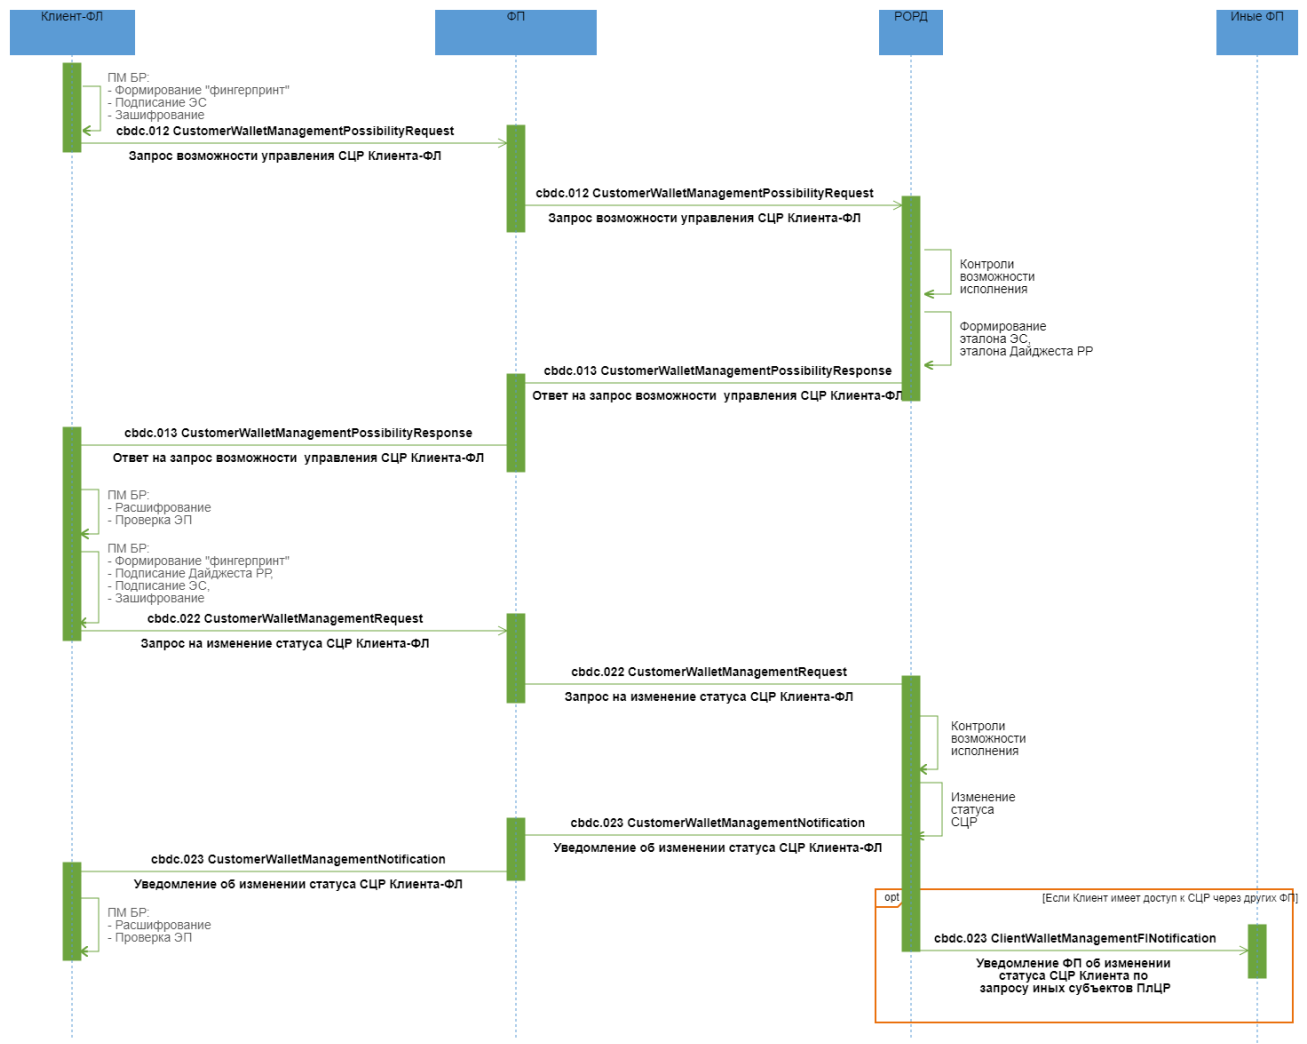 Клиент-ФЛ
ФП
РОРД
Иные ФП
ПМ БР:
- Формирование "фингерпринт"
- Подписание ЭС
- Зашифрование
cbdc.012 CustomerWalletManagementPossibilityRequest
Запрос возможности управления СЦР Клиента-ФЛ
cbdc.012 CustomerWalletManagementPossibilityRequest
Запрос возможности управления СЦР Клиента-ФЛ
Контроли
возможности
исполнения
Формирование
эталона ЭС,
эталона Дайджеста РР
cbdc.013 CustomerWalletManagementPossibilityResponse
Ответ на запрос возможности  управления СЦР Клиента-ФЛ
cbdc.013 CustomerWalletManagementPossibilityResponse
Ответ на запрос возможности  управления СЦР Клиента-ФЛ
ПМ БР:
- Расшифрование
- Проверка ЭП
ПМ БР:
- Формирование "фингерпринт"
- Подписание Дайджеста РР,
- Подписание ЭС,
- Зашифрование
cbdc.022 CustomerWalletManagementRequest
Запрос на изменение статуса СЦР Клиента-ФЛ
cbdc.022 CustomerWalletManagementRequest
Запрос на изменение статуса СЦР Клиента-ФЛ
Контроли
возможности
исполнения
Изменение
статуса
СЦР
cbdc.023 CustomerWalletManagementNotification
Уведомление об изменении статуса СЦР Клиента-ФЛ
cbdc.023 CustomerWalletManagementNotification
Уведомление об изменении статуса СЦР Клиента-ФЛ
ПМ БР:
- Расшифрование
- Проверка ЭП
opt
[Если Клиент имеет доступ к СЦР через других ФП]
cbdc.023 ClientWalletManagementFINotification
Уведомление ФП об изменении
статуса СЦР Клиента по
запросу иных субъектов ПлЦР